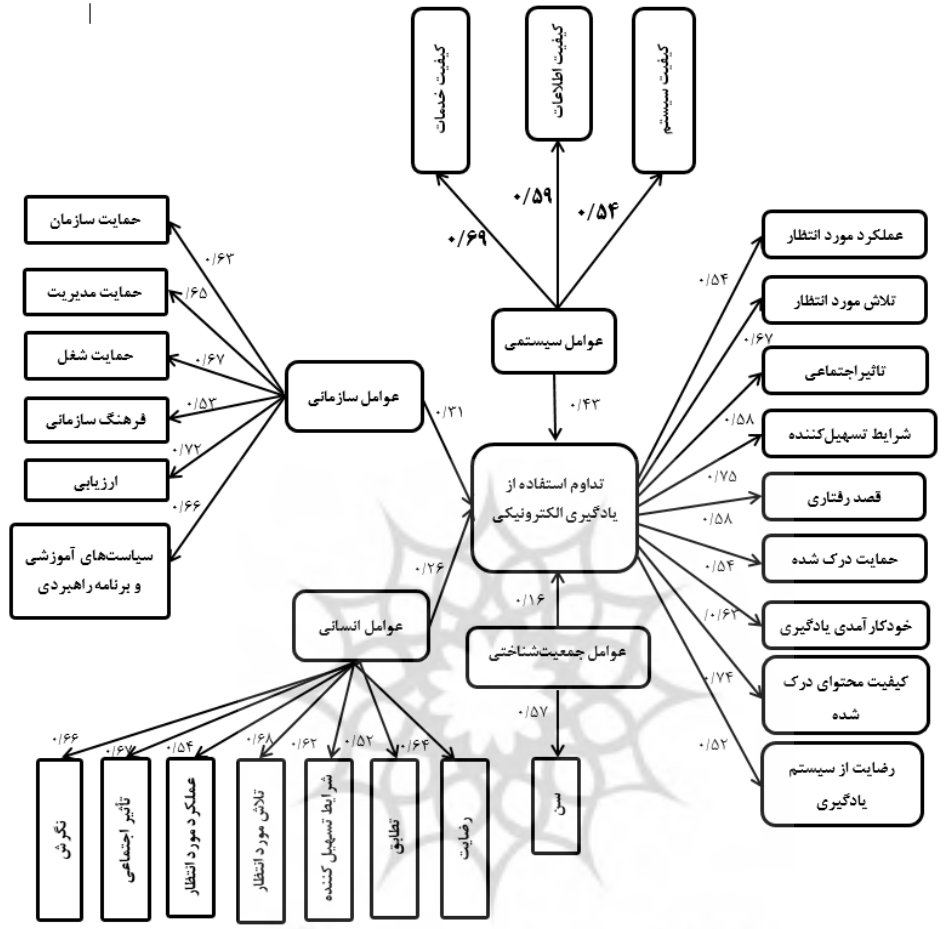 کیفیت سیستم
کیفیت اطلاعات
کیفیت خدمات
۰/۵۴
۰/۵۹
۰/۶۹
عوامل سیستمی
۰/۴۳
عملکرد مورد انتظار
تلاش مورد انتظار
تاثیراجتماعی
شرایط تسهیل‌کننده
قصد رفتاری
حمایت درک شده
خودکارآمدی یادگیری
کیفیت محتوای درک
شده
رضایت از سیستم
یادگیری
۰/۵۴
۰/۶۷
۰/۵۸
۰/۷۵
۰/۵۸
۰/۵۴
/۰/۶۳
۰/۷۴
۰/۵۲
تداوم استفاده از
یادگیری الکترونیکی
عوامل سازمانی
۰/۳۱
حمایت سازمان
حمایت مدیریت
حمایت شغل
فرهنگ سازمانی
ارزیابی
سیاست‌های آموزشی
و برنامه راهبردی
۰/۶۳
/۶۵
۰/۶۷
۰/۵۳
۰/۷۲
۰/۶۶
عوامل انسانی
۰/۲۶
عوامل جمعیت‌شناختی
۰/۱۶
۰/۵۷
سن
۰/۶۴
۰/۵۲
۰/۶۲
۰/۶۸
۰/۵۴
۰/۶۷
۰/۶۶
رضایت
تطابق
شرایط تسهیل کننده
تلاش مورد انتظار
عملکرد مورد انتظار
تأثیر اجتماعی
نگرش